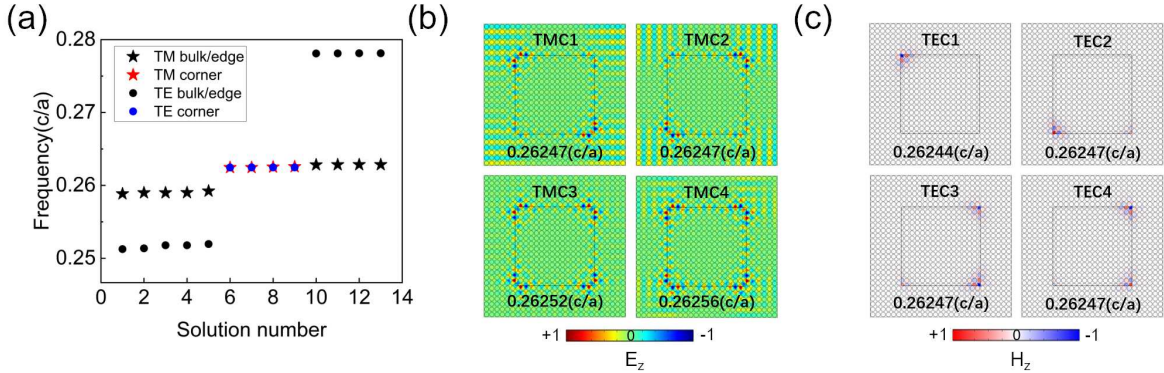 (a)
0.28
0.27
0.26
0.25
Frequency(c/a)
TM bulk/edge
TM corner
TE bulk/edge
TE corner
0 2 4 6 8 10 12 14
Solution number
(b)
TMC1
0.26247(c/a)
TMC2
0.26247(c/a)
TMC3
0.26252(c/a)
TMC4
0.26256(c/a)
+1 0 -1
Ez
(c)
TEC1
0.26244(c/a)
TEC2
0.26247(c/a)
TEC3
0.26247(c/a)
TEC4
0.26247(c/a)
+1 0 -1
Hz